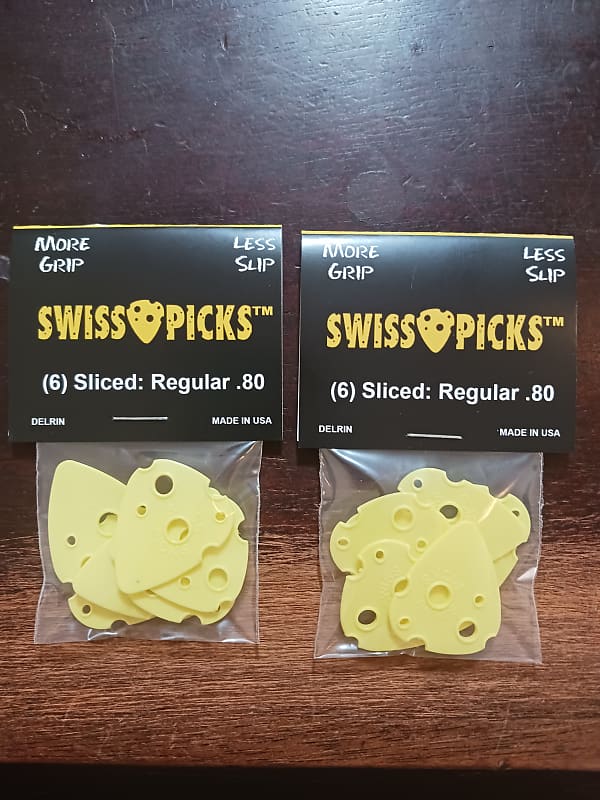 MORE GRIP
LESS SLIP
SWISS PICKS™
(6) Sliced: Regular .80
DELRIN
MADE IN USA
MORE GRIP
LESS SLIP
SWISS PICKS™
(6) Sliced: Regular .80
DELRIN
MADE IN USA